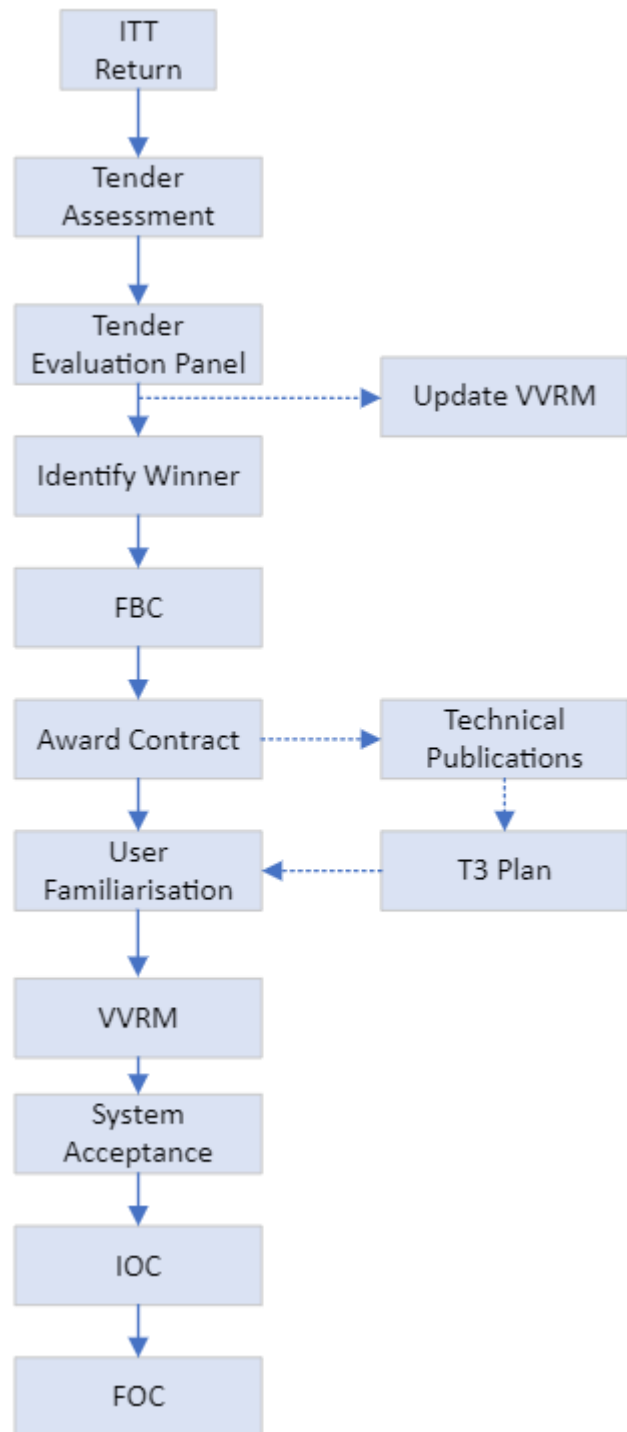 ITT
Return
Tender
Assessment
Tender
Evaluation Panel
Update VVRM
Identify Winner
FBC
Award Contract
Technical
Publications
User
Familiarisation
T3 Plan
VVRM
System
Acceptance
IOC
FOC